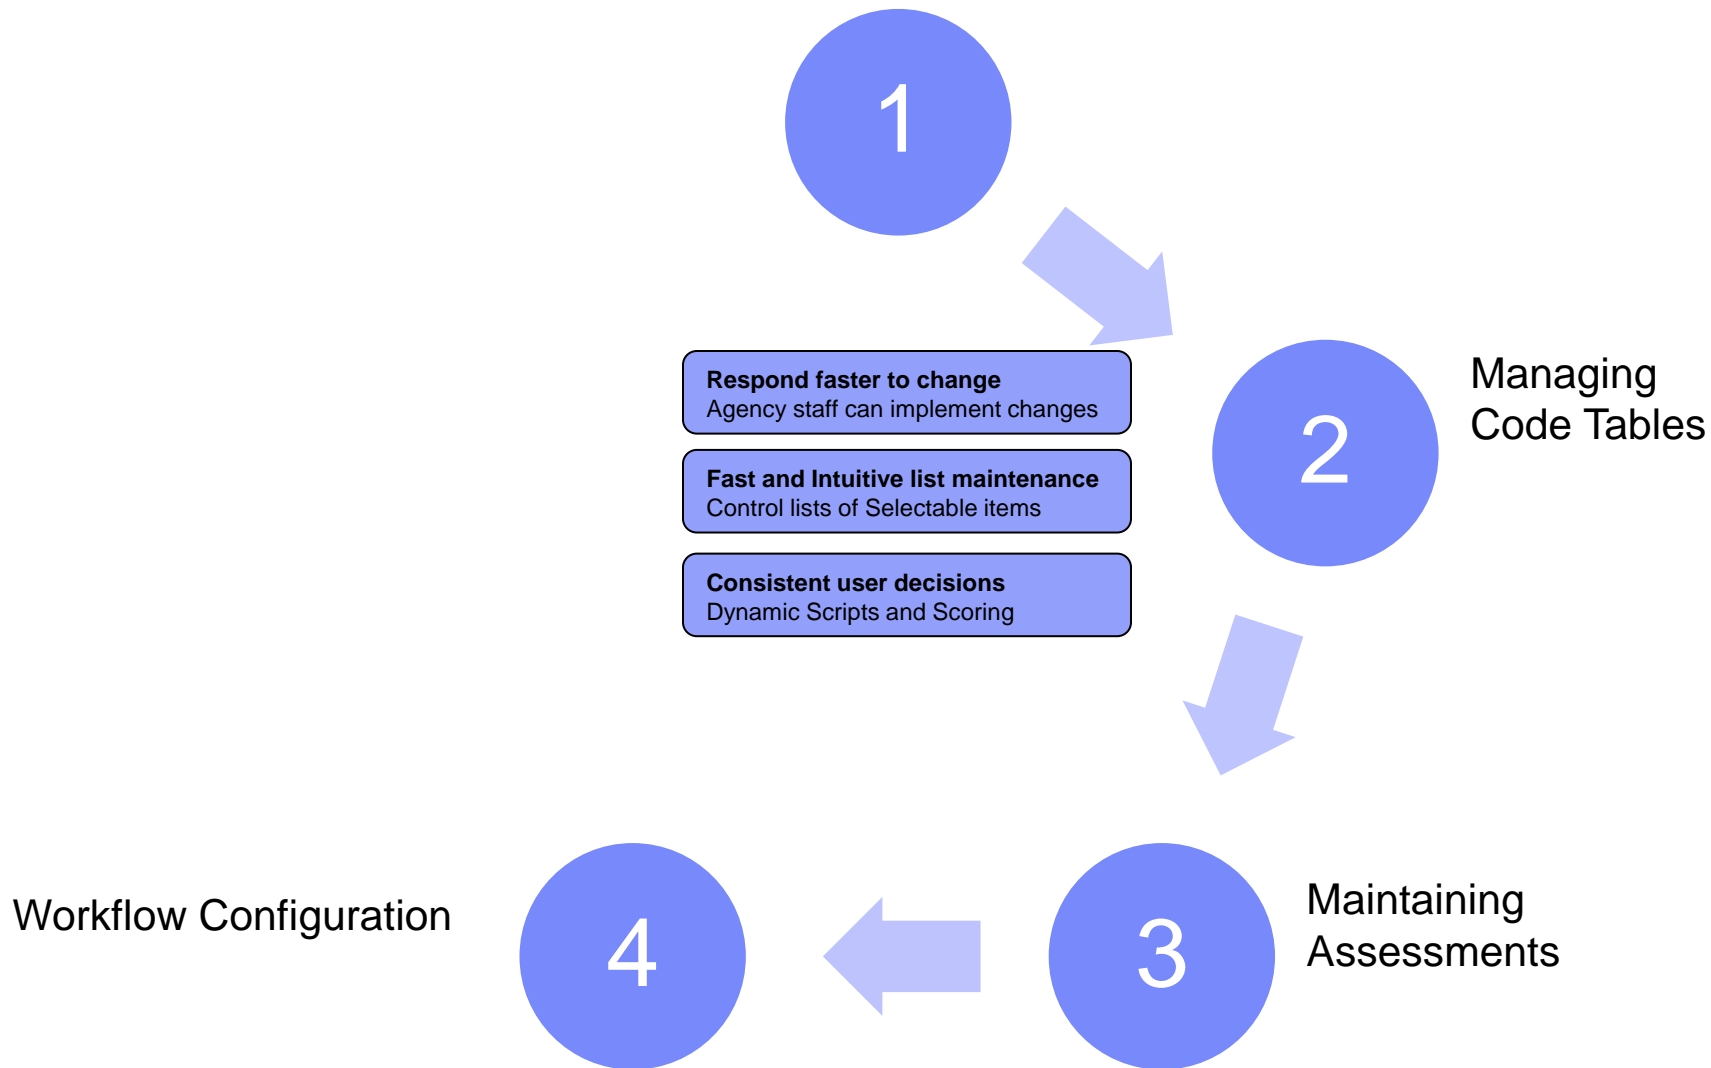 1
Respond faster to change
Agency staff can implement changes
Fast and Intuitive list maintenance
Control lists of Selectable items
Consistent user decisions
Dynamic Scripts and Scoring
2
Managing
Code Tables
3
Maintaining
Assessments
4
Workflow Configuration